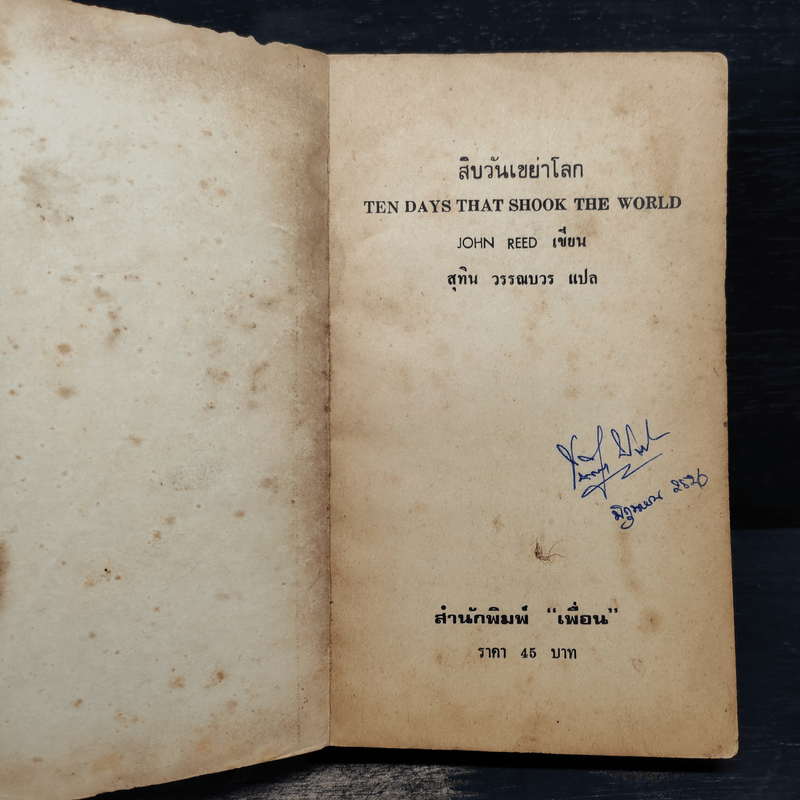 สิบวันเขย่าโลก
TEN DAYS THAT SHOOK THE WORLD
JOHN REED เขียน
สุทิน วรรณบวร แปล
มิถุนายน 2526
สำนักพิมพ์ “เพื่อน”
ราคา 45 บาท